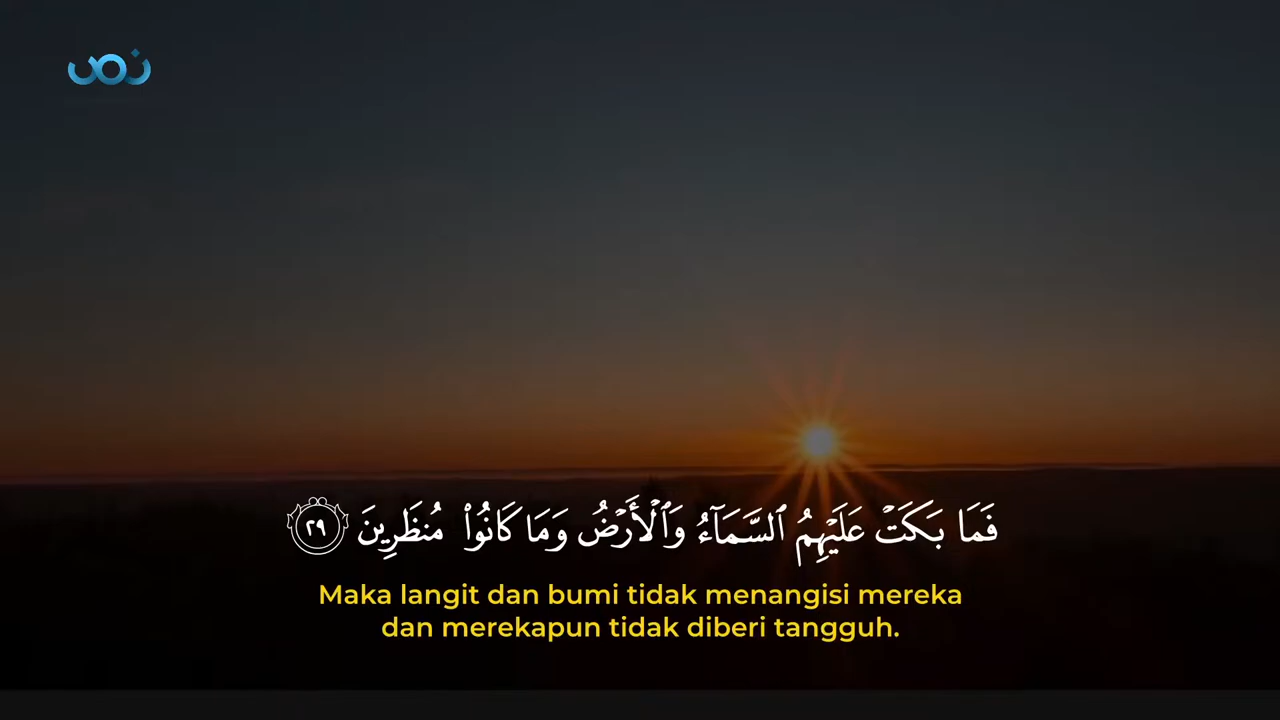 نص
فَمَا بَكَتْ عَلَيْهِمُ ٱلسَّمَآءُ وَٱلْأَرْضُ وَمَا كَانُوا۟ مُنظَرِينَ ٢٩
Maka langit dan bumi tidak menangisi mereka
dan merekapun tidak diberi tangguh.